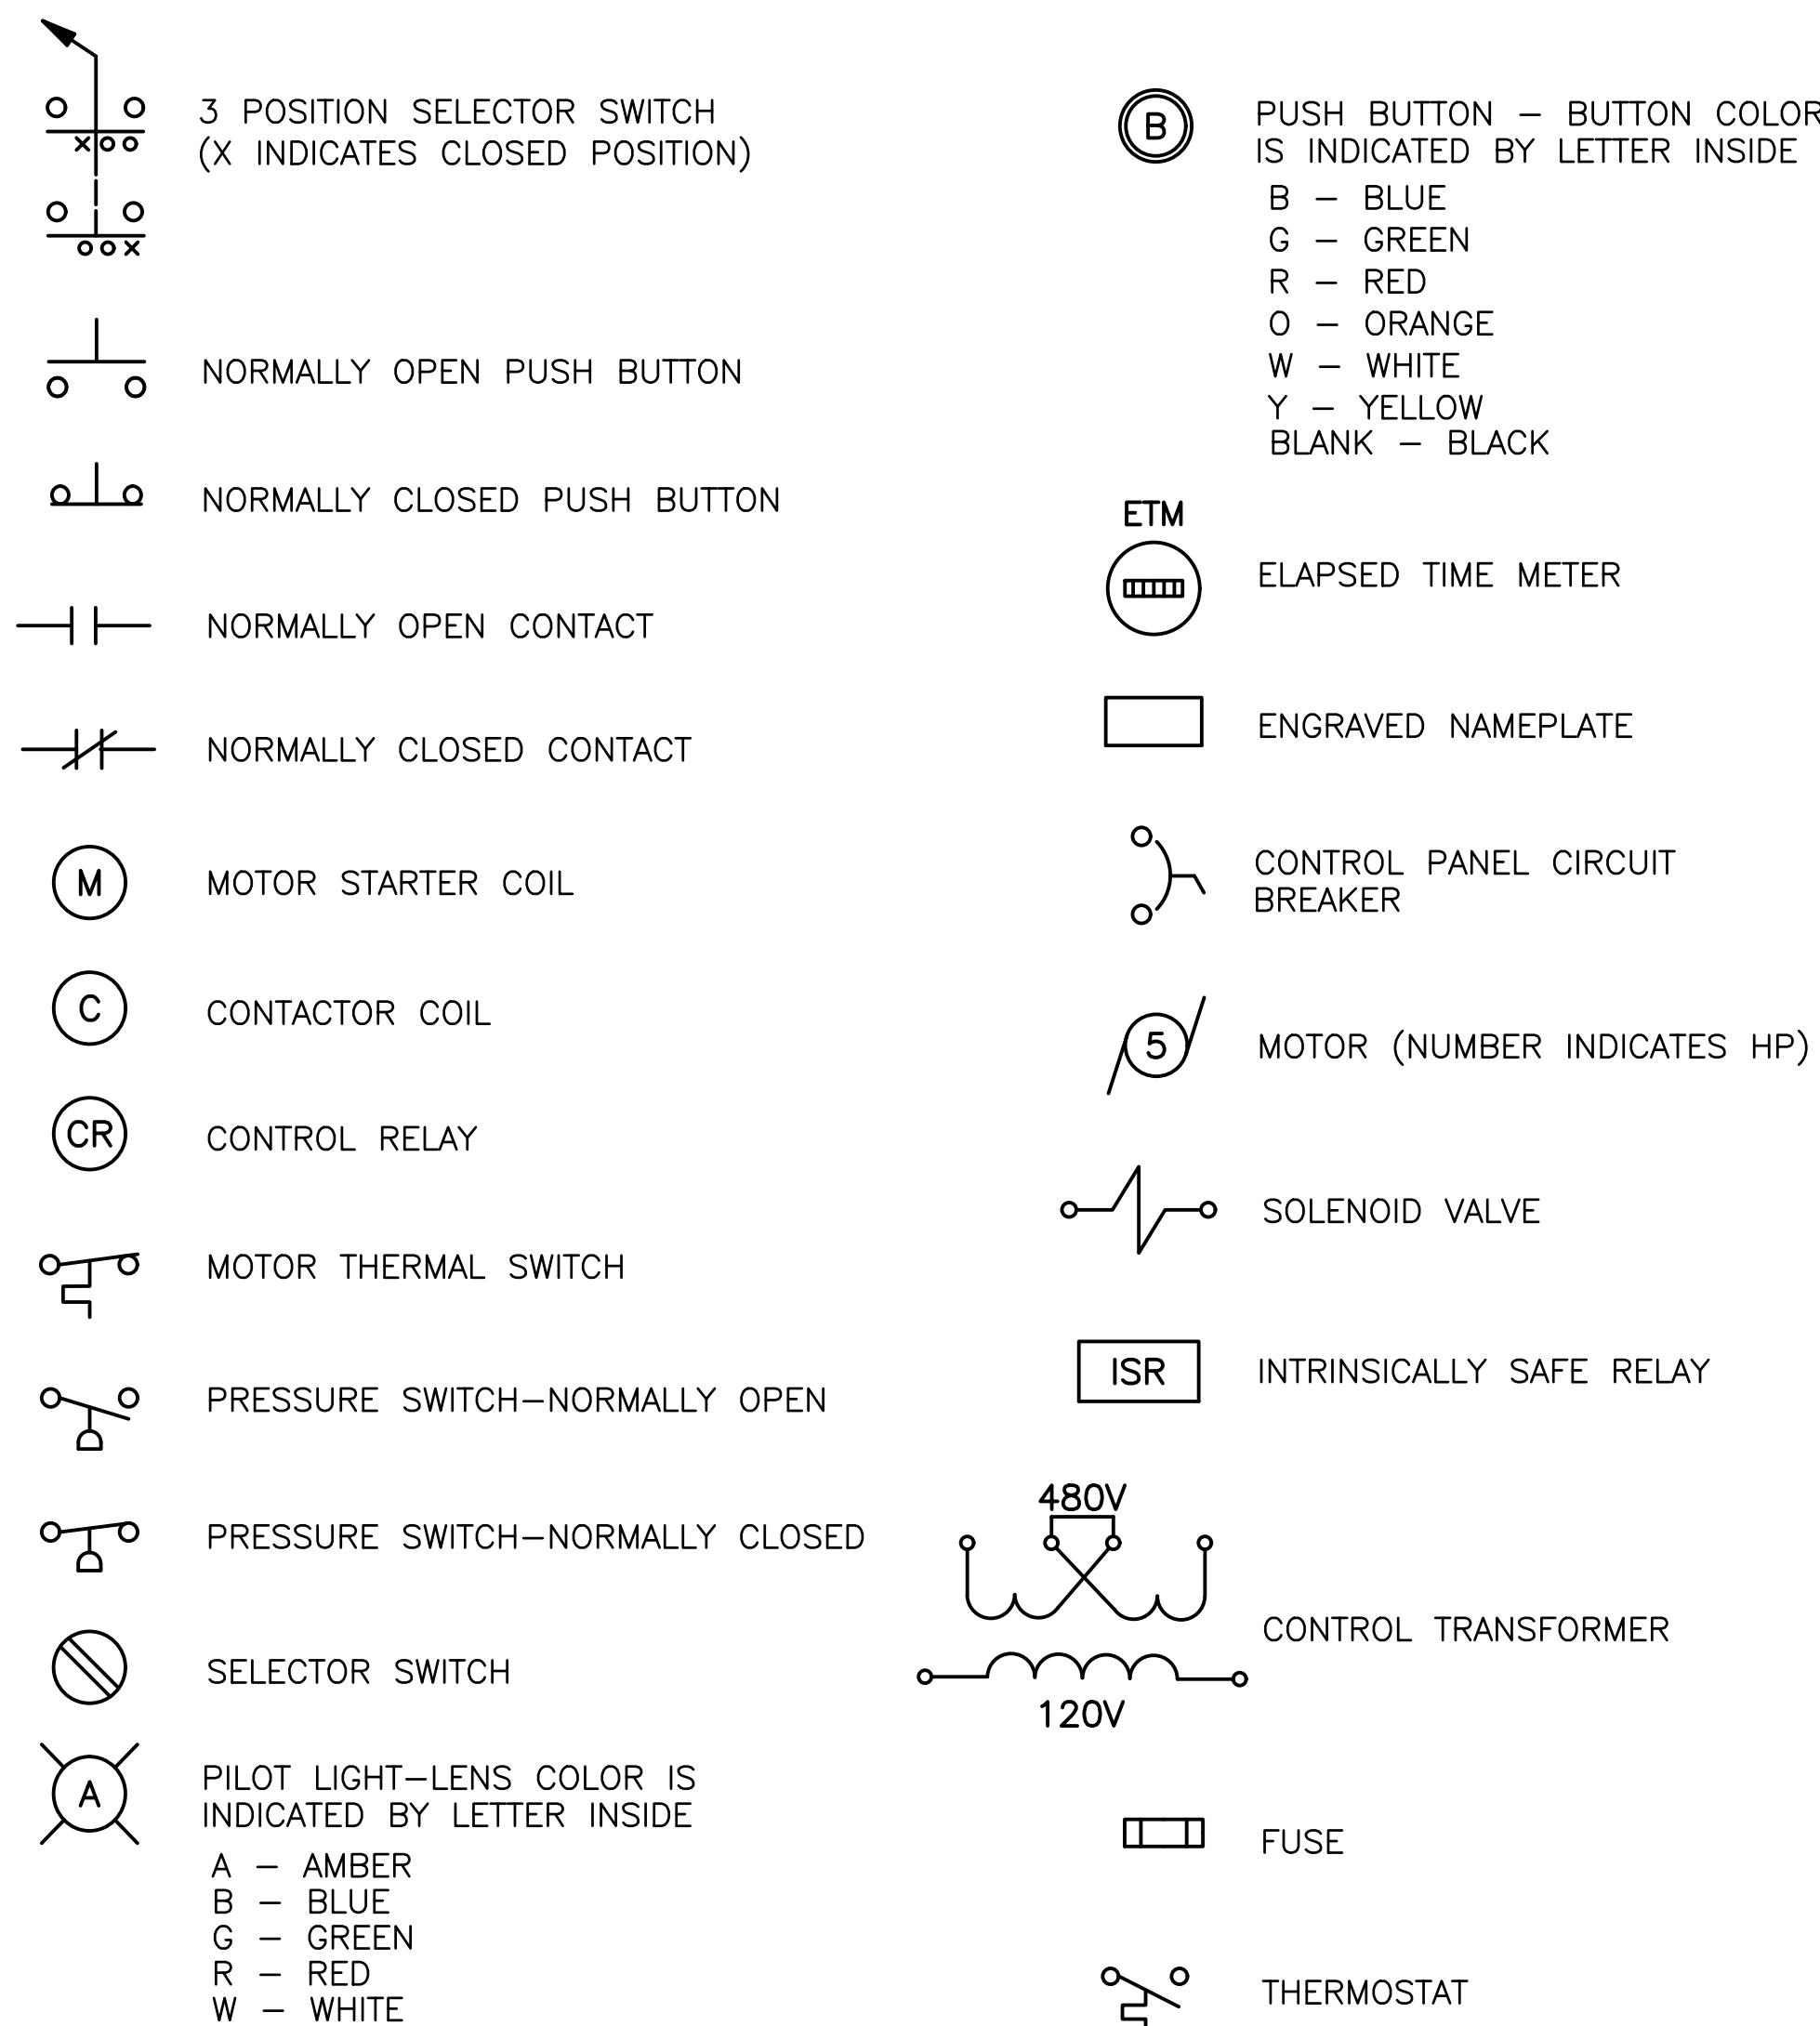 3 POSITION SELECTOR SWITCH
(X INDICATES CLOSED POSITION)
NORMALLY OPEN PUSH BUTTON
NORMALLY CLOSED PUSH BUTTON
NORMALLY OPEN CONTACT
NORMALLY CLOSED CONTACT
M
MOTOR STARTER COIL
C
CONTACTOR COIL
CR
CONTROL RELAY
MOTOR THERMAL SWITCH
PRESSURE SWITCH-NORMALLY OPEN
PRESSURE SWITCH-NORMALLY CLOSED
SELECTOR SWITCH
A
PILOT LIGHT-LENS COLOR IS
INDICATED BY LETTER INSIDE
A - AMBER
B - BLUE
G - GREEN
R - RED
W - WHITE
B
PUSH BUTTON - BUTTON COLOR
IS INDICATED BY LETTER INSIDE
B - BLUE
G - GREEN
R - RED
O - ORANGE
W - WHITE
Y - YELLOW
BLANK - BLACK
ETM
ELAPSED TIME METER
ENGRAVED NAMEPLATE
CONTROL PANEL CIRCUIT
BREAKER
5
MOTOR (NUMBER INDICATES HP)
SOLENOID VALVE
ISR
INTRINSICALLY SAFE RELAY
480V
CONTROL TRANSFORMER
120V
FUSE
THERMOSTAT